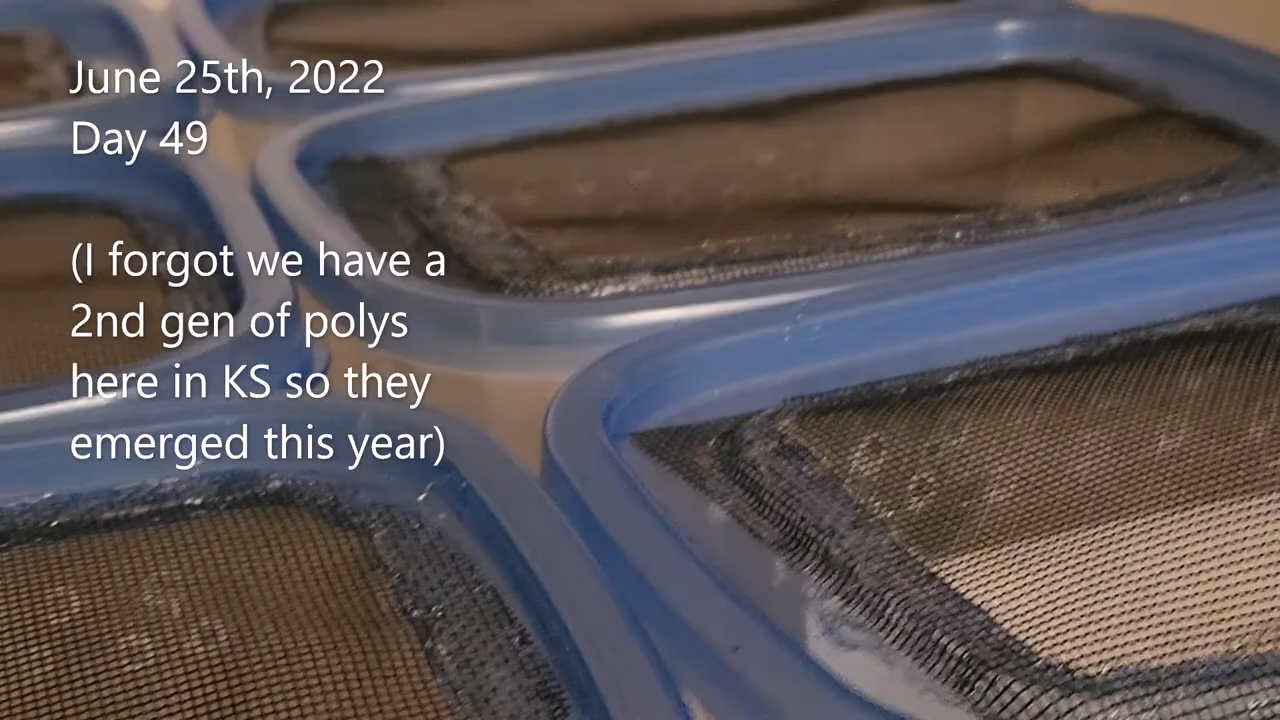 June 25th, 2022
Day 49
(I forgot we have a
2nd gen of polys
here in KS so they
emerged this year)